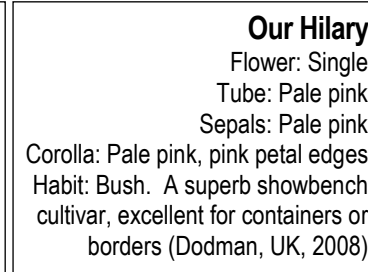 Our Hilary
Flower: Single
Tube: Pale pink
Sepals: Pale pink
Corolla: Pale pink, pink petal edges
Habit: Bush.  A superb showbench
cultivar, excellent for containers or
borders (Dodman, UK, 2008)